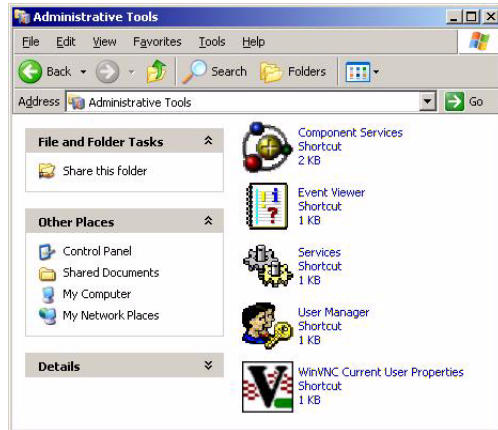 Administrative Tools
File Edit View Favorites Tools Help
Back Search Folders
Address Administrative Tools Go
File and Folder Tasks
Share this folder
Other Places
Control Panel
Shared Documents
My Computer
My Network Places
Details
Component Services
Shortcut
2 KB
Event Viewer
Shortcut
1 KB
Services
Shortcut
1 KB
User Manager
Shortcut
1 KB
WinVNC Current User Properties
Shortcut
1 KB